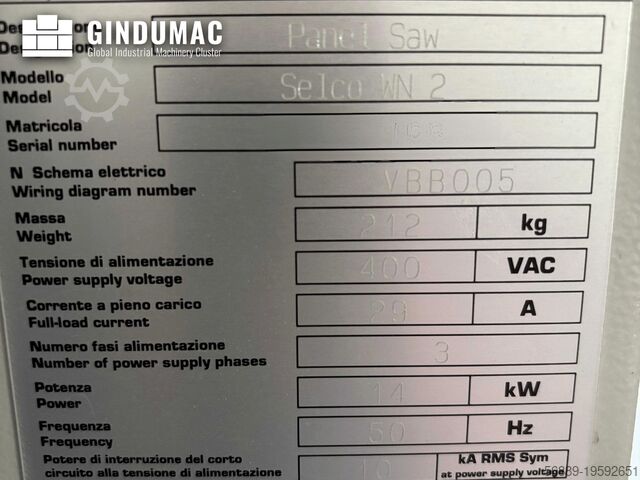 GINDUMAC
Global Industrial Machinery Cluster
Panel Saw
Modello
Model
Selco WN 2
Matricola
Serial number
N Schema elettrico
Wiring diagram number
VBB005
Massa
Weight
212 kg
Tensione di alimentazione
Power supply voltage
400 VAC
Corrente a pieno carico
Full-load current
29 A
Numero fasi alimentazione
Number of power supply phases
3
Potenza
Power
14 kW
Frequenza
Frequency
50 Hz
Potere di interruzione del corto
circuito alla tensione di alimentazione
10
kA RMS Sym
at power supply voltage
56889-19592651